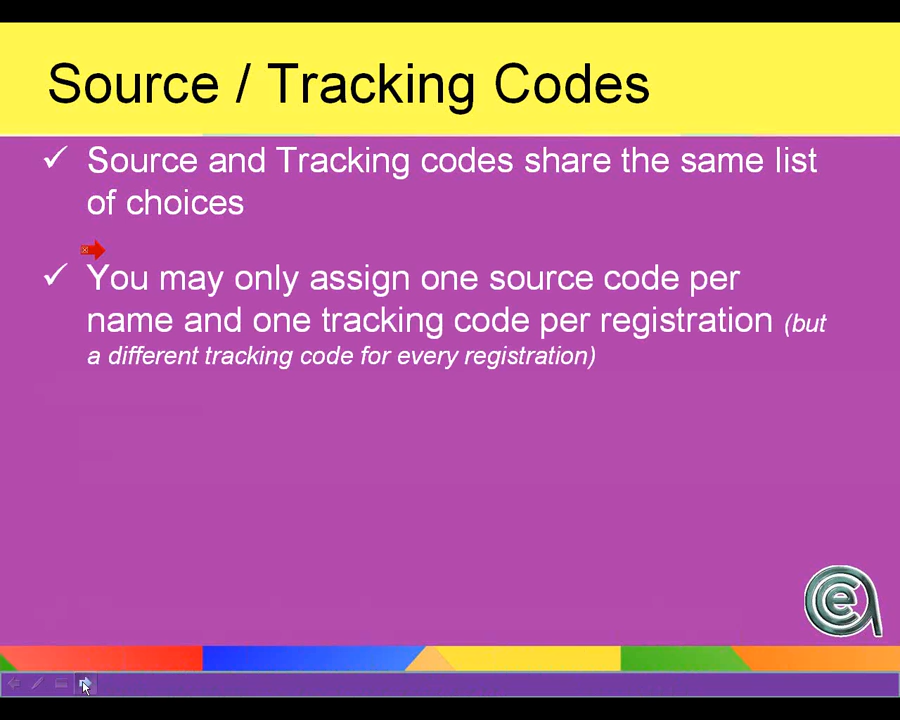 Source / Tracking Codes
Source and Tracking codes share the same list
of choices
You may only assign one source code per
name and one tracking code per registration (but
a different tracking code for every registration)